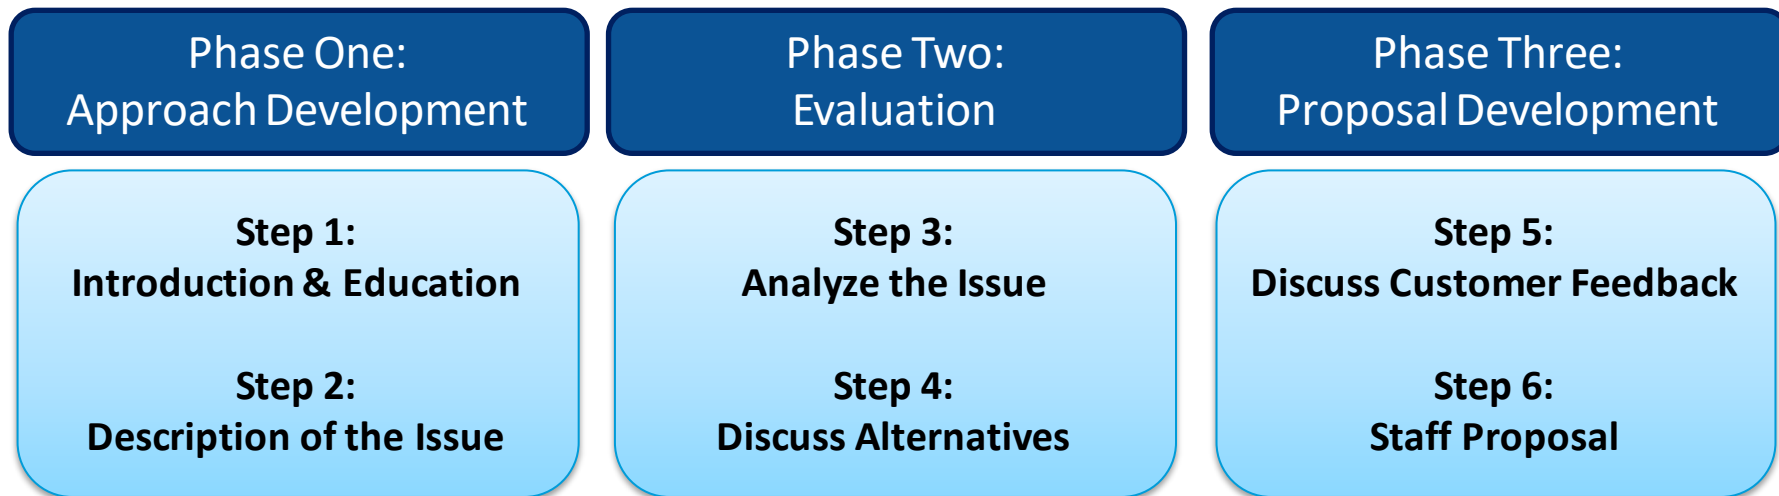 Phase One:
Approach Development
Step 1:
Introduction & Education
Step 2:
Description of the Issue
Phase Two:
Evaluation
Step 3:
Analyze the Issue
Step 4:
Discuss Alternatives
Phase Three:
Proposal Development
Step 5:
Discuss Customer Feedback
Step 6:
Staff Proposal